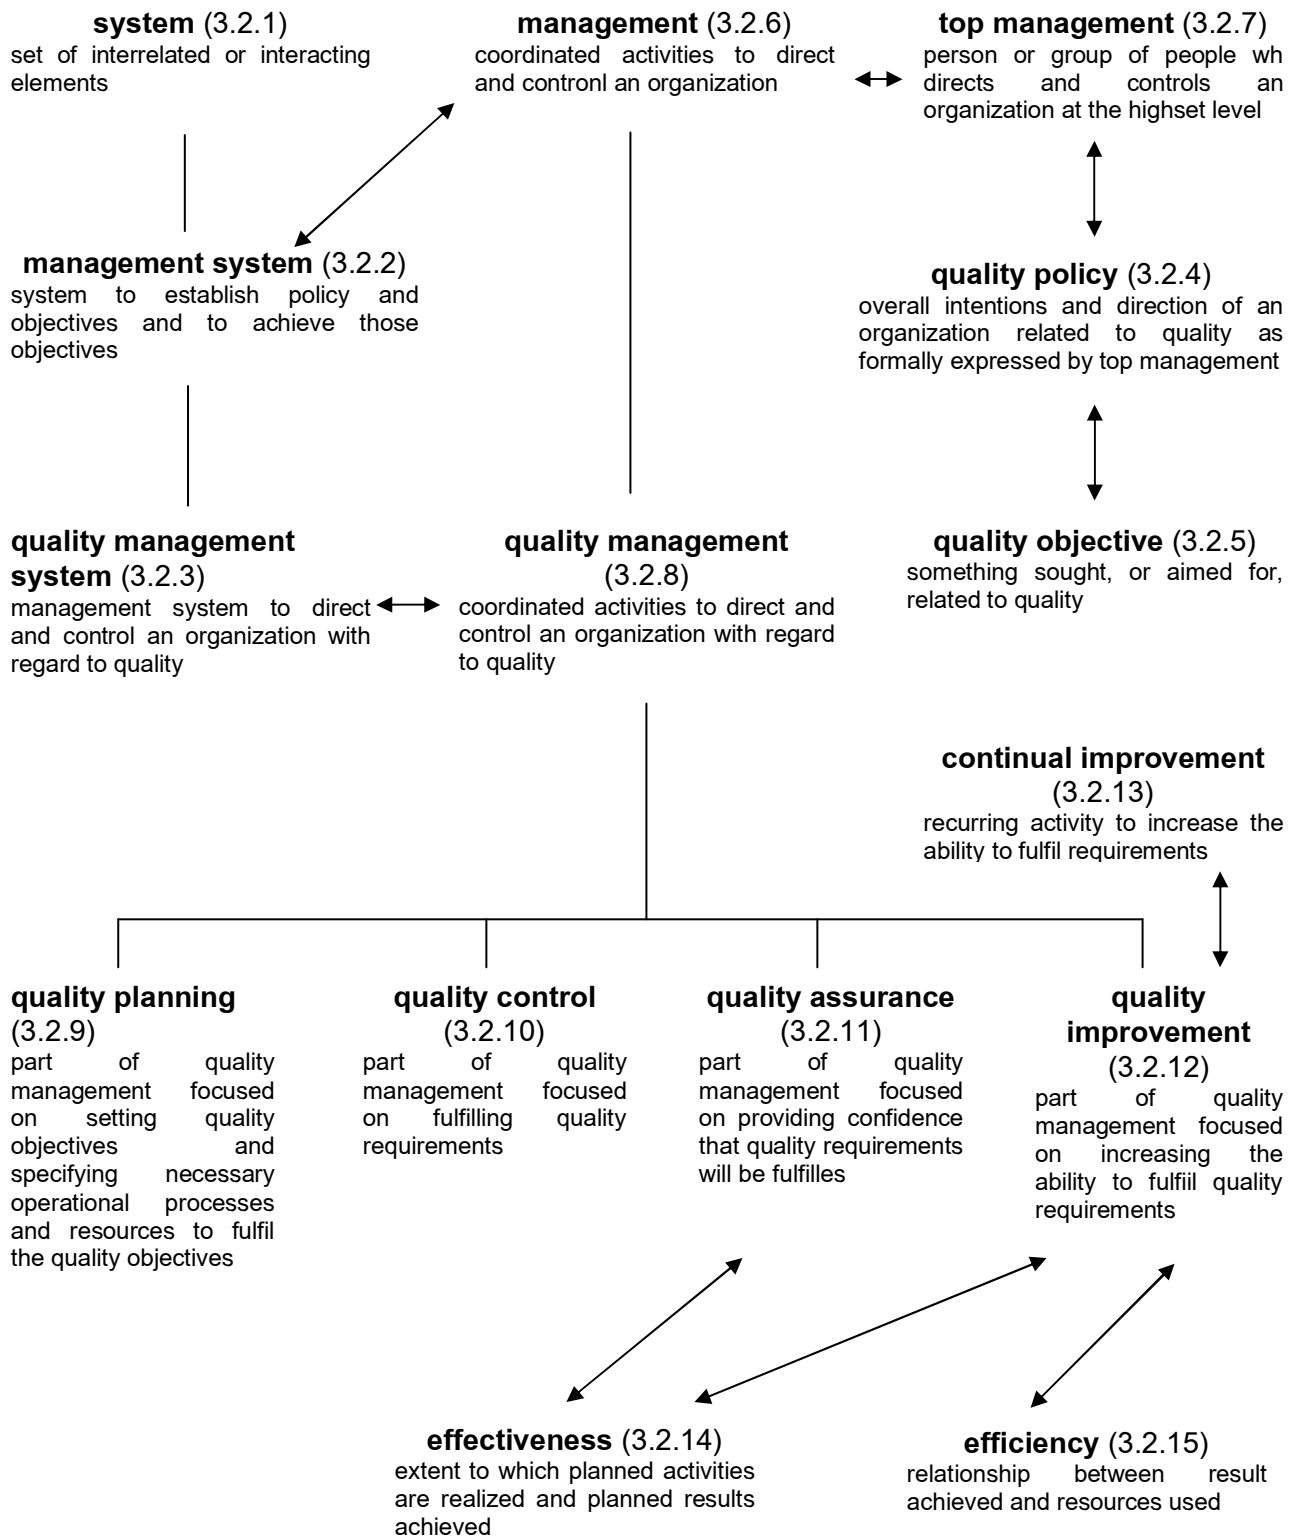 system (3.2.1)
set of interrelated or interacting
elements
management (3.2.6)
coordinated activities to direct
and contronl an organization
top management (3.2.7)
person or group of people wh
directs and controls an
organization at the highset level
management system (3.2.2)
system to establish policy and
objectives and to achieve those
objectives
quality policy (3.2.4)
overall intentions and direction of an
organization related to quality as
formally expressed by top management
quality management
system (3.2.3)
management system to direct
and control an organization with
regard to quality
quality management
(3.2.8)
coordinated activities to direct and
control an organization with regard
to quality
quality objective (3.2.5)
something sought, or aimed for,
related to quality
continual improvement
(3.2.13)
recurring activity to increase the
ability to fulfil requirements
quality planning
(3.2.9)
part of quality
management focused
on setting quality
objectives and
specifying necessary
operational processes
and resources to fulfil
the quality objectives
quality control
(3.2.10)
part of quality
management focused
on fulfilling quality
requirements
quality assurance
(3.2.11)
part of quality
management focused
on providing confidence
that quality requirements
will be fulfilles
quality
improvement
(3.2.12)
part of quality
management focused
on increasing the
ability to fulfiil quality
requirements
effectiveness (3.2.14)
extent to which planned activities
are realized and planned results
achieved
efficiency (3.2.15)
relationship between result
achieved and resources used